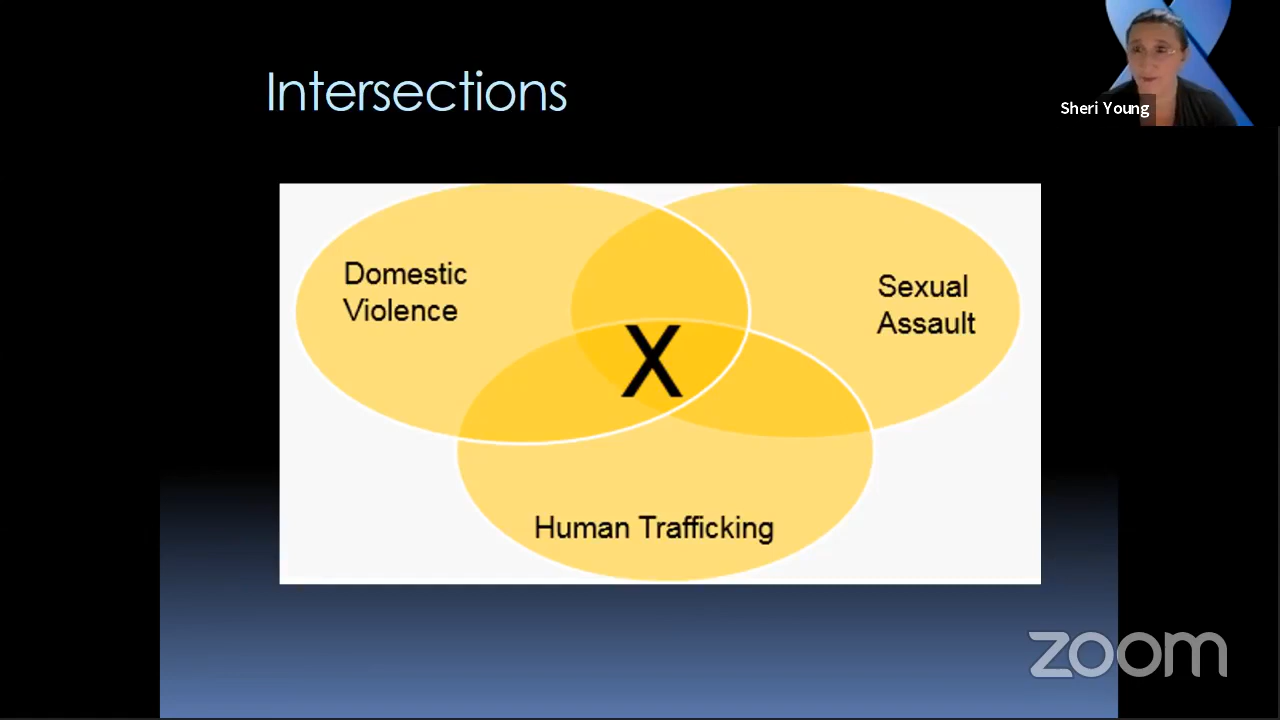 Intersections
Sheri Young
Domestic
Violence
Sexual
Assault
X
Human Trafficking
zoom